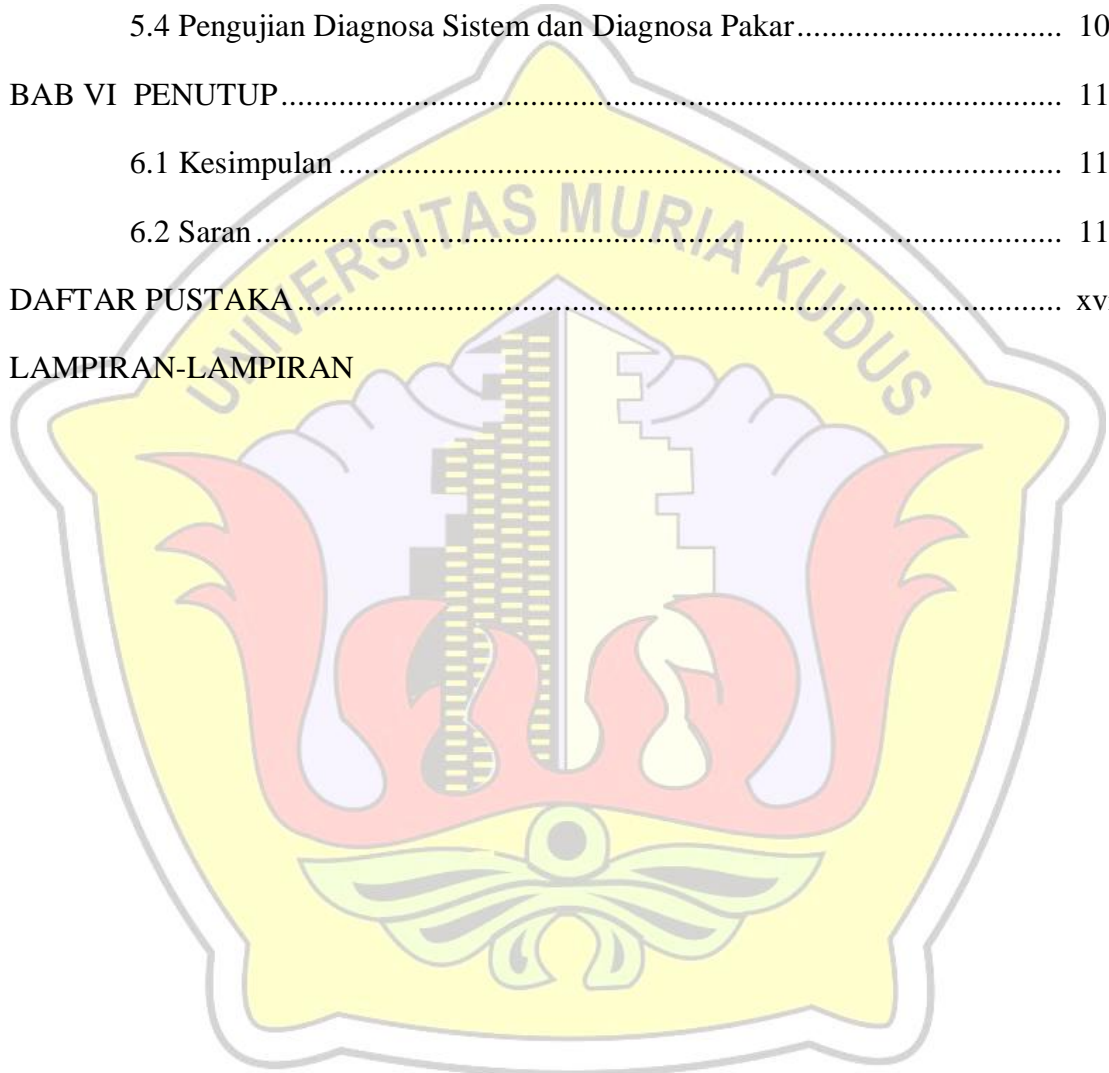 5.4 Pengujian Diagnosa Sistem dan Diagnosa Pakar............................. 10
BAB VI PENUTUP........................................................................... 11
6.1 Kesimpulan..................................................................... 11
6.2 Saran.............................................................................. 11
DAFTAR PUSTAKA......................................................................... xv
LAMPIRAN-LAMPIRAN
UNIVERSITAS MURIA KUDUS